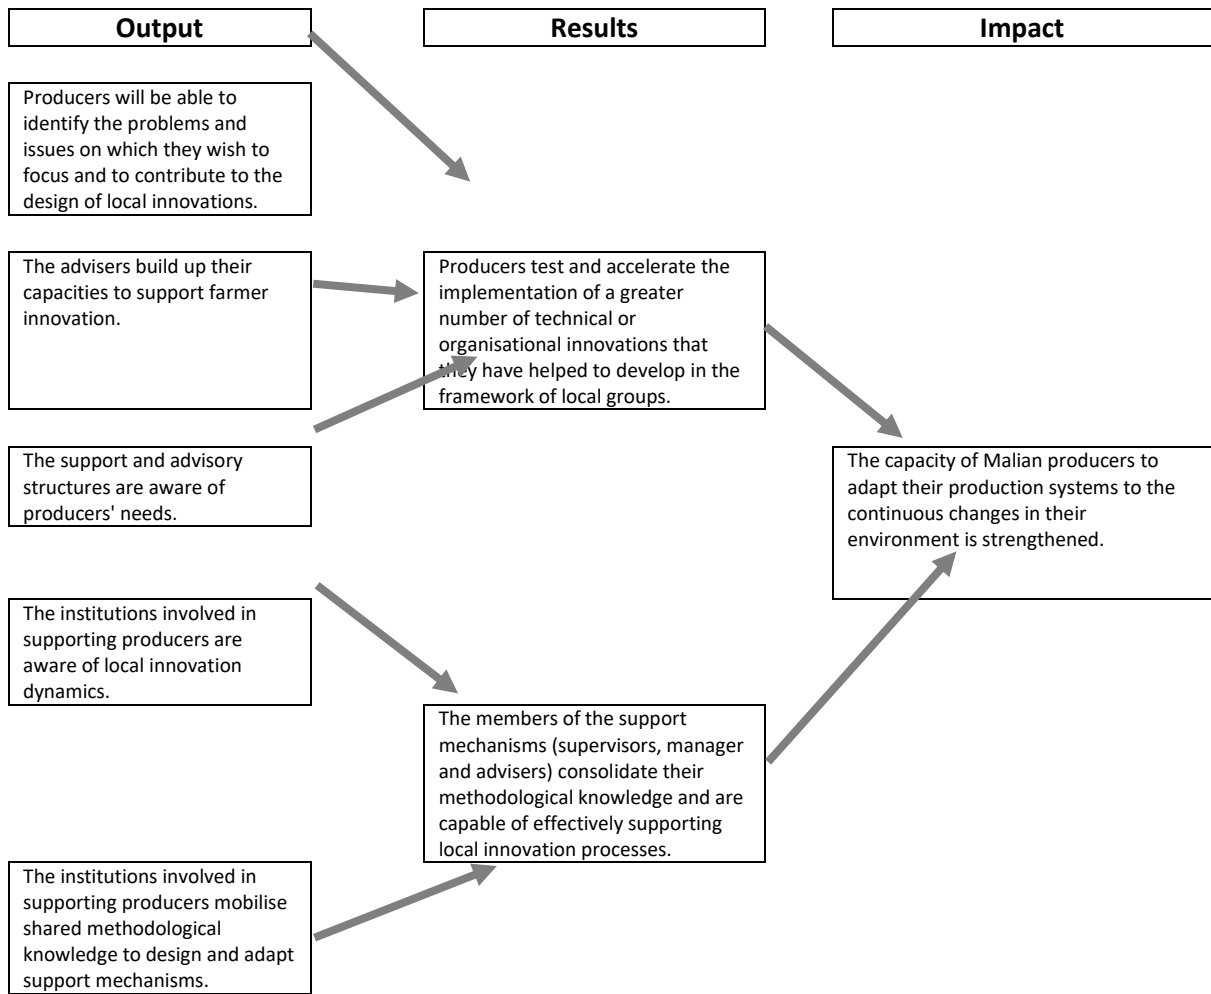 Output
Results
Impact
Producers will be able to
identify the problems and
issues on which they wish to
focus and to contribute to the
design of local innovations.
The advisers build up their
capacities to support farmer
innovation.
Producers test and accelerate the
implementation of a greater
number of technical or
organisational innovations that
they have helped to develop in the
framework of local groups.
The support and advisory
structures are aware of
producers' needs.
The capacity of Malian producers to
adapt their production systems to the
continuous changes in their
environment is strengthened.
The institutions involved in
supporting producers are
aware of local innovation
dynamics.
The members of the support
mechanisms (supervisors, manager
and advisers) consolidate their
methodological knowledge and are
capable of effectively supporting
local innovation processes.
The institutions involved in
supporting producers mobilise
shared methodological
knowledge to design and adapt
support mechanisms.